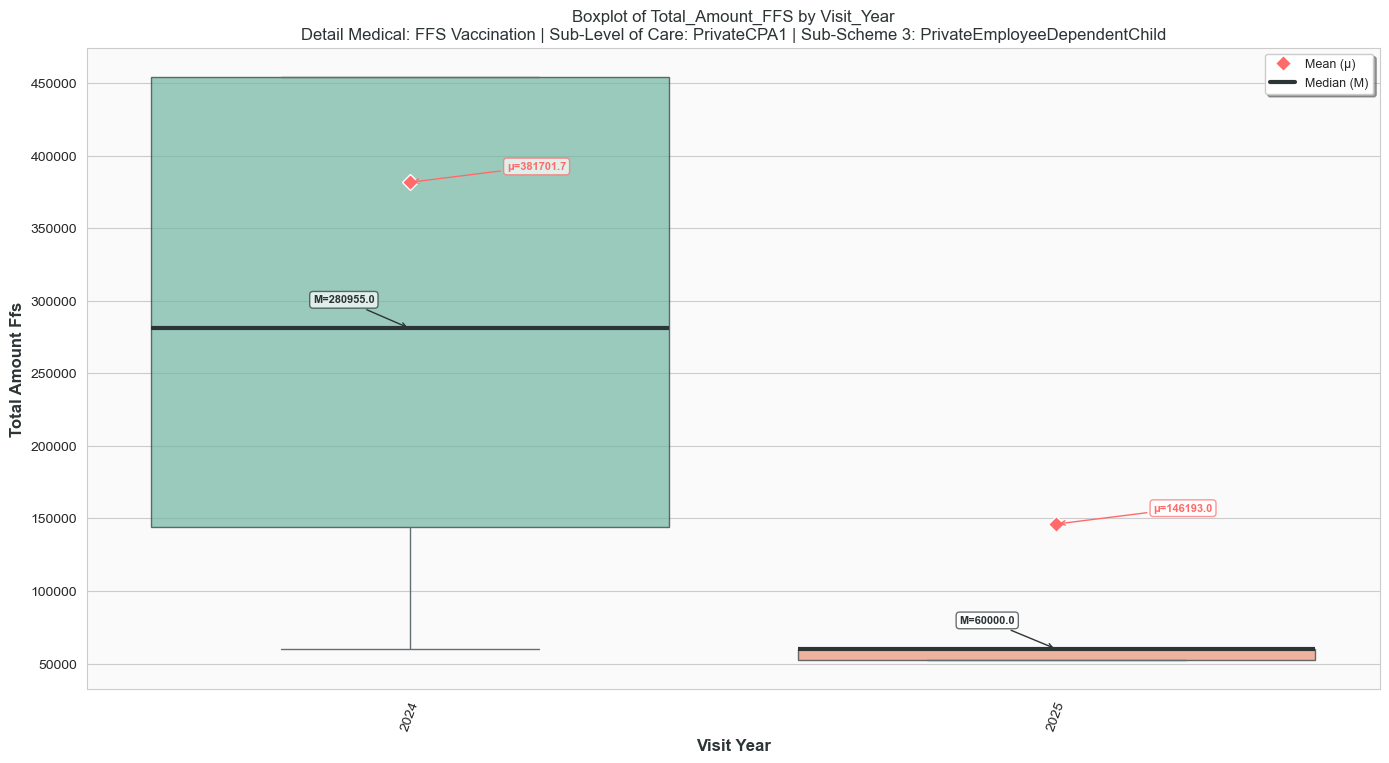 Boxplot of Total_Amount_FFS by Visit_Year
Detail Medical: FFS Vaccination | Sub-Level of Care: PrivateCPA1 | Sub-Scheme 3: PrivateEmployeeDependentChild
Mean (μ)
Median (M)
450000
400000
350000
300000
250000
200000
150000
100000
50000
Total Amount Ffs
μ=381701.7
M=280955.0
μ=146193.0
M=60000.0
2024
2025
Visit Year